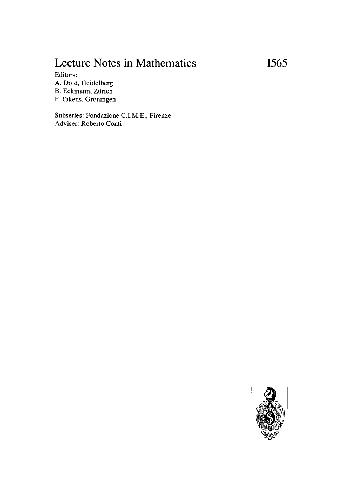 Lecture Notes in Mathematics 1565
Editors:
A. Dold, Heidelberg
B. Eckmann, Zürich
F. Takens, Groningen
Subseries: Fondazione C.I.M.E., Firenze
Adviser: Roberto Conti